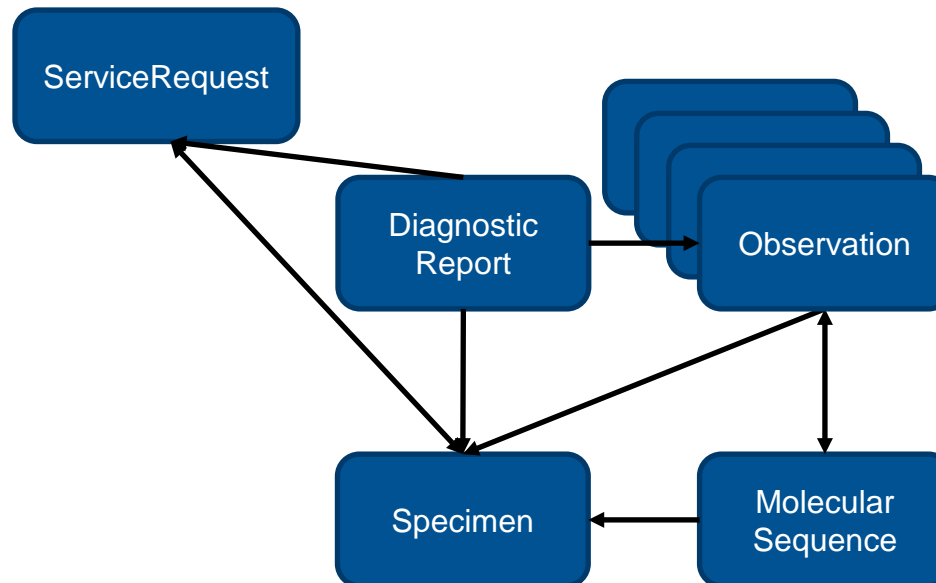 ServiceRequest
Diagnostic
Report
Observation
Specimen
Molecular
Sequence